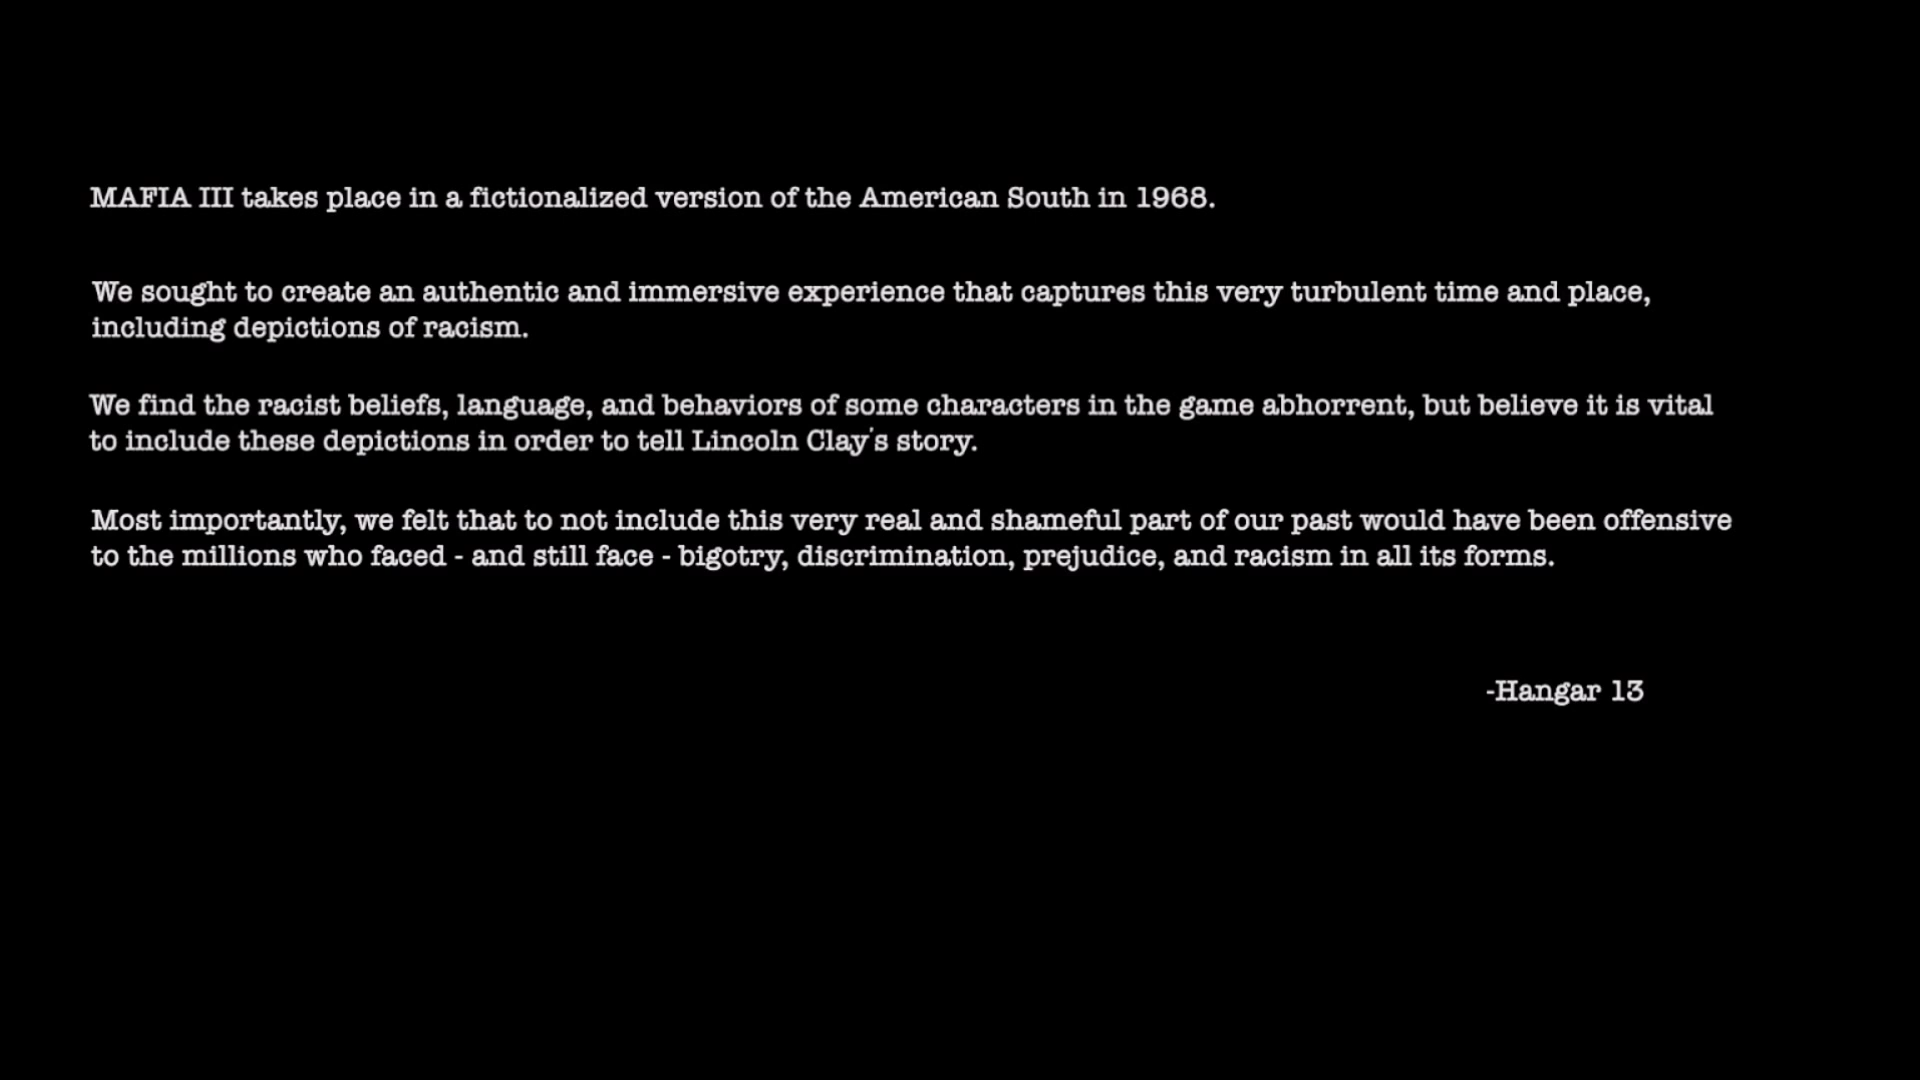 MAFIA III takes place in a fictionalized version of the American South in 1968.
We sought to create an authentic and immersive experience that captures this very turbulent time and place,
including depictions of racism.
We find the racist beliefs, language, and behaviors of some characters in the game abhorrent, but believe it is vital
to include these depictions in order to tell Lincoln Clay's story.
Most importantly, we felt that to not include this very real and shameful part of our past would have been offensive
to the millions who faced - and still face - bigotry, discrimination, prejudice, and racism in all its forms.
-Hangar 13